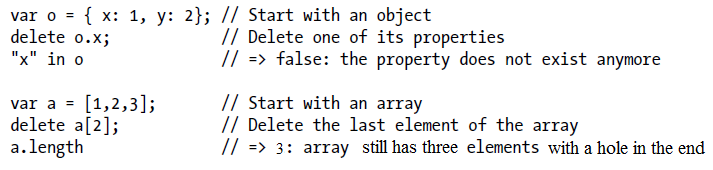 var o = { x: 1, y: 2}; // Start with an object
delete o.x; // Delete one of its properties
"x" in o // => false: the property does not exist anymore
var a = [1,2,3]; // Start with an array
delete a[2]; // Delete the last element of the array
a.length // => 3: array still has three elements with a hole in the end